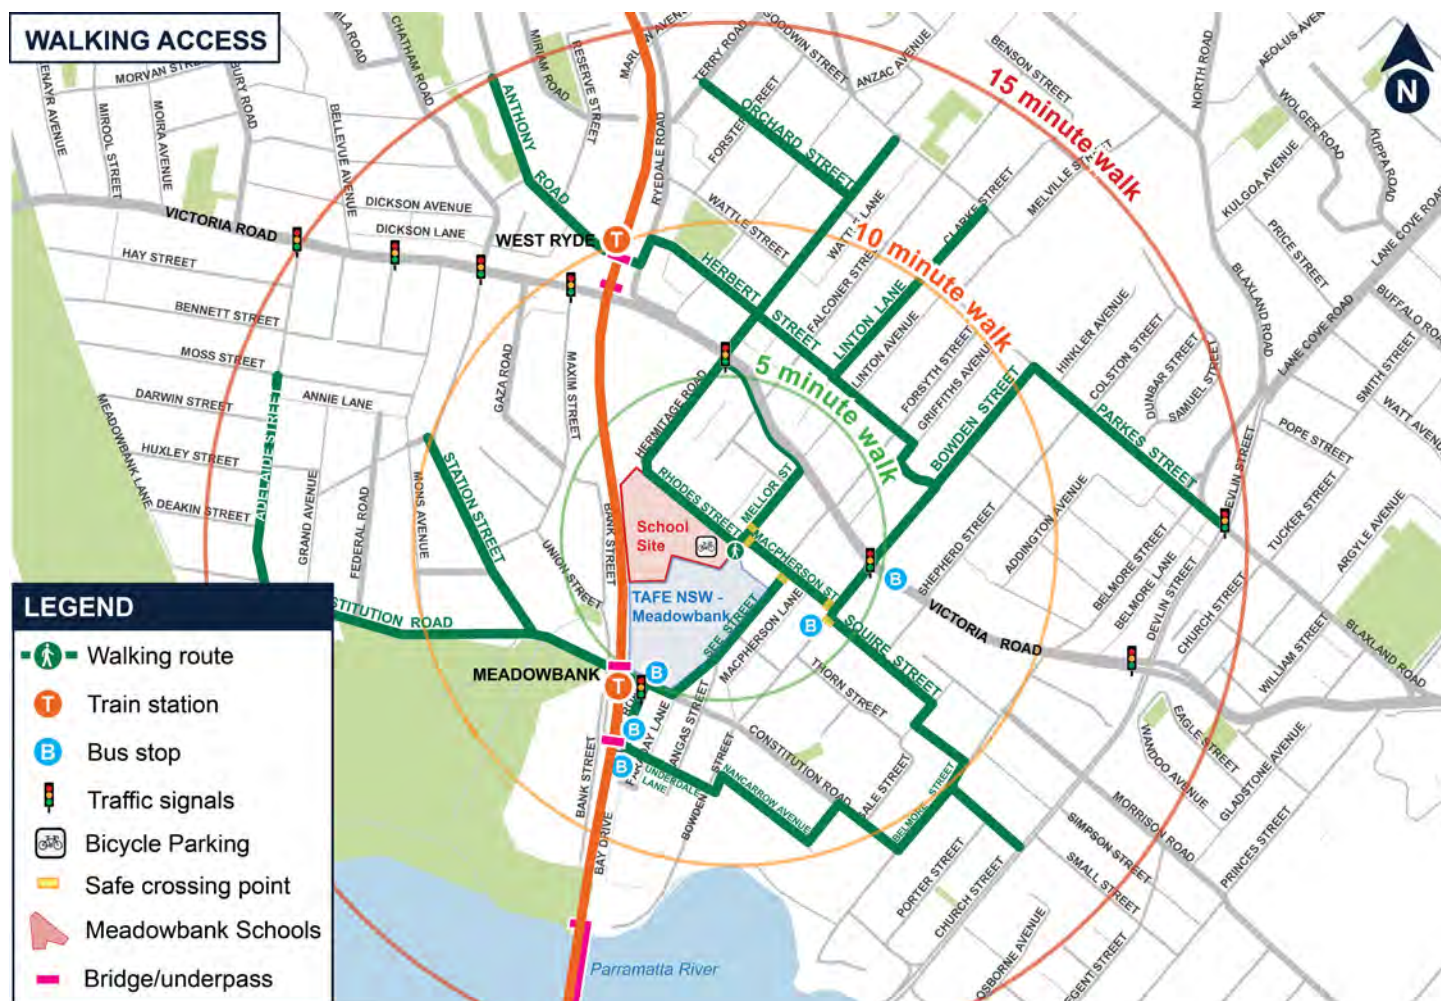 WALKING ACCESS
N
15 minute walk
10 minute walk
5 minute walk
MORVAN STREET
MIROOL STREET
MOIRA AVENUE
BELLEVUE AVENUE
CHATHAM ROAD
ANTHONY
ROAD
MIRIAM ROAD
RESERVE STREET
RYEDALE ROAD
TERRY ROAD
GOODWIN STREET
ANZAC AVENUE
BENSON STREET
NORTH ROAD
AEOLUS AVENUE
WOLGER ROAD
KUPPA ROAD
KULGOA AVENUE
PRICE STREET
LANE COVE ROAD
BUFFALO ROAD
BLAXLAND ROAD
LANE COVE ROAD
SMITH STREET
WATT AVENUE
POPE STREET
ORCHARD STREET
WATTLE STREET
CLARKE STREET
FALCONER STREET
MELVILLE STREET
LINTON LANE
LINTON AVENUE
FORSYTH STREET
GRIFFITHS AVENUE
HINKLER AVENUE
COLSTON STREET
DUNBAR STREET
SAMUEL STREET
DICKSON AVENUE
DICKSON LANE
VICTORIA ROAD
WEST RYDE
T
HAY STREET
BENNETT STREET
MOSS STREET
DARWIN STREET
ANNIE LANE
HUXLEY STREET
DEAKIN STREET
MEADOWBANK LANE
ADELAIDE STREET
GRAND AVENUE
FEDERAL ROAD
MONS AVENUE
STATION STREET
GAZA ROAD
MAXIM STREET
UNION STREET
BANK STREET
HERBERT
STREET
HERMITAGE ROAD
RHODES STREET
MELLOR ST
MACPHERSON ST
BOWDEN STREET
PARKES STREET
DEVLIN STREET
TUCKER STREET
ARGYLE AVENUE
School
Site
TAFE NSW -
Meadowbank
SEE STREET
MACPHERSON LANE
SQUIRE STREET
SHEPHERD STREET
ADDINGTON AVENUE
BELMORE STREET
BELMORE LANE
DEVLIN STREET
CHURCH STREET
WILLIAM STREET
BLAXLAND ROAD
VICTORIA ROAD
B
B
B
B
B
MEADOWBANK
T
THORN STREET
CONSTITUTION ROAD
UNDERDALE
LANE
NANCARROW AVENUE
BELMORE STREET
BANK STREET
BAY DRIVE
EAGLE STREET
WANDOO AVENUE
GLADSTONE AVENUE
MORRISON ROAD
PRINCES STREET
SIMPSON STREET
SMALL STREET
PORTER STREET
CHURCH STREET
OSBORNE AVENUE
Parramatta River
LEGEND
Walking route
T Train station
B Bus stop
Traffic signals
Bicycle Parking
Safe crossing point
Meadowbank Schools
Bridge/underpass